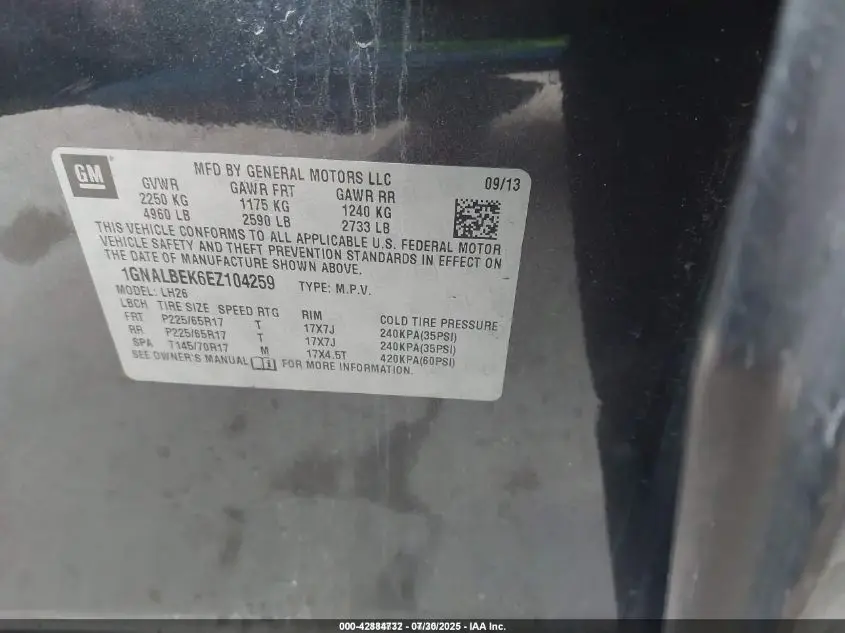 GM
MFD BY GENERAL MOTORS LLC
09/13
GVWR GAWR FRT GAWR RR
2250 KG 1175 KG 1240 KG
4960 LB 2590 LB 2733 LB
THIS VEHICLE CONFORMS TO ALL APPLICABLE U.S. FEDERAL MOTOR
VEHICLE SAFETY AND THEFT PREVENTION STANDARDS IN EFFECT ON
THE DATE OF MANUFACTURE SHOWN ABOVE.
1GNALBEK6EZ104259 TYPE: M.P.V.
MODEL: LH26
LBCH TIRE SIZE SPEED RTG RIM COLD TIRE PRESSURE
FRT P225/65R17 T 17X7J 240KPA(35PSI)
RR P225/65R17 T 17X7J 240KPA(35PSI)
SPA T145/70R17 M 17X4.5T 420KPA(60PSI)
SEE OWNER'S MANUAL FOR MORE INFORMATION.
000-42884732 - 07/30/2025 - IAA Inc.